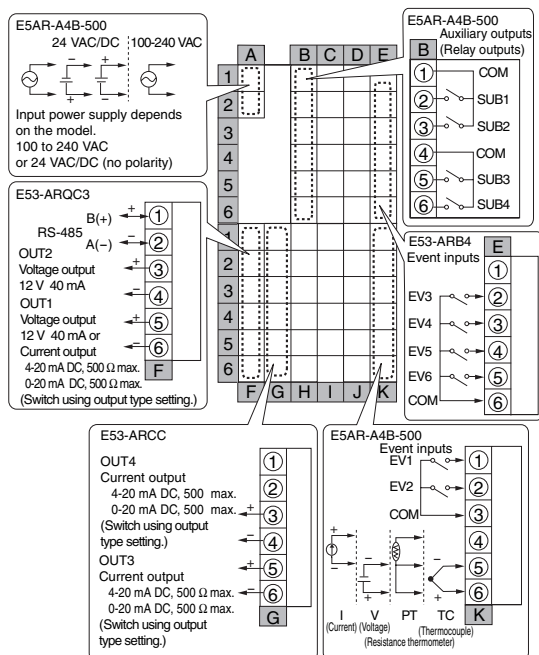 E5AR-A4B-500
24 VAC/DC
100-240 VAC
Input power supply depends
on the model.
100 to 240 VAC
or 24 VAC/DC (no polarity)
A B C D E
1
2
3
4
5
6
1
2
3
4
5
6
F G H I J K
E5AR-A4B-500
Auxiliary outputs
(Relay outputs)
B
1 COM
2 SUB1
3 SUB2
4 COM
5 SUB3
6 SUB4
E53-ARQC3
B(+) + 1
RS-485
A(−) − 2
OUT2
Voltage output + 3
12 V 40 mA − 4
OUT1
Voltage output + 5
12 V 40 mA or
Current output − 6
4-20 mA DC, 500 Ω max.
0-20 mA DC, 500 Ω max.
(Switch using output type setting.)
F
E53-ARB4
Event inputs
E
1
EV3 2
EV4 3
EV5 4
EV6 5
COM 6
E53-ARCC
OUT4 1
Current output 2
4-20 mA DC, 500 max.
0-20 mA DC, 500 max. + 3
(Switch using output
type setting.) − 4
OUT3 + 5
Current output
4-20 mA DC, 500 Ω max. − 6
0-20 mA DC, 500 Ω max.
(Switch using output
type setting.)
G
E5AR-A4B-500
Event inputs
EV1 1
EV2 2
COM 3
4
5
6
+ − + − − +
I V PT TC K
(Current) (Voltage) (Thermocouple)
(Resistance thermometer)